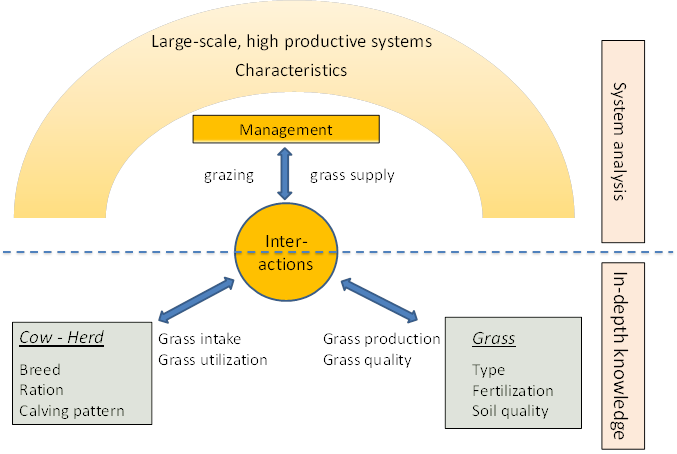 Large-scale, high productive systems
Characteristics
Management
grazing
grass supply
Inter-
actions
System analysis
Cow - Herd
Breed
Ration
Calving pattern
Grass intake
Grass utilization
Grass production
Grass quality
Grass
Type
Fertilization
Soil quality
In-depth knowledge